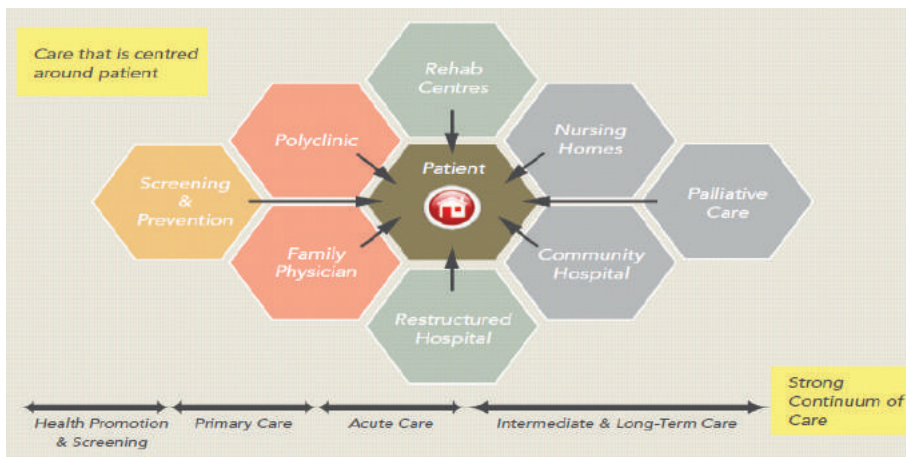 Care that is centred
around patient
Rehab
Centres
Polyclinic
Nursing
Homes
Patient
Screening
&
Prevention
Palliative
Care
Family
Physician
Community
Hospital
Restructured
Hospital
Strong
Continuum of
Care
Health Promotion
& Screening
Primary Care
Acute Care
Intermediate & Long-Term Care